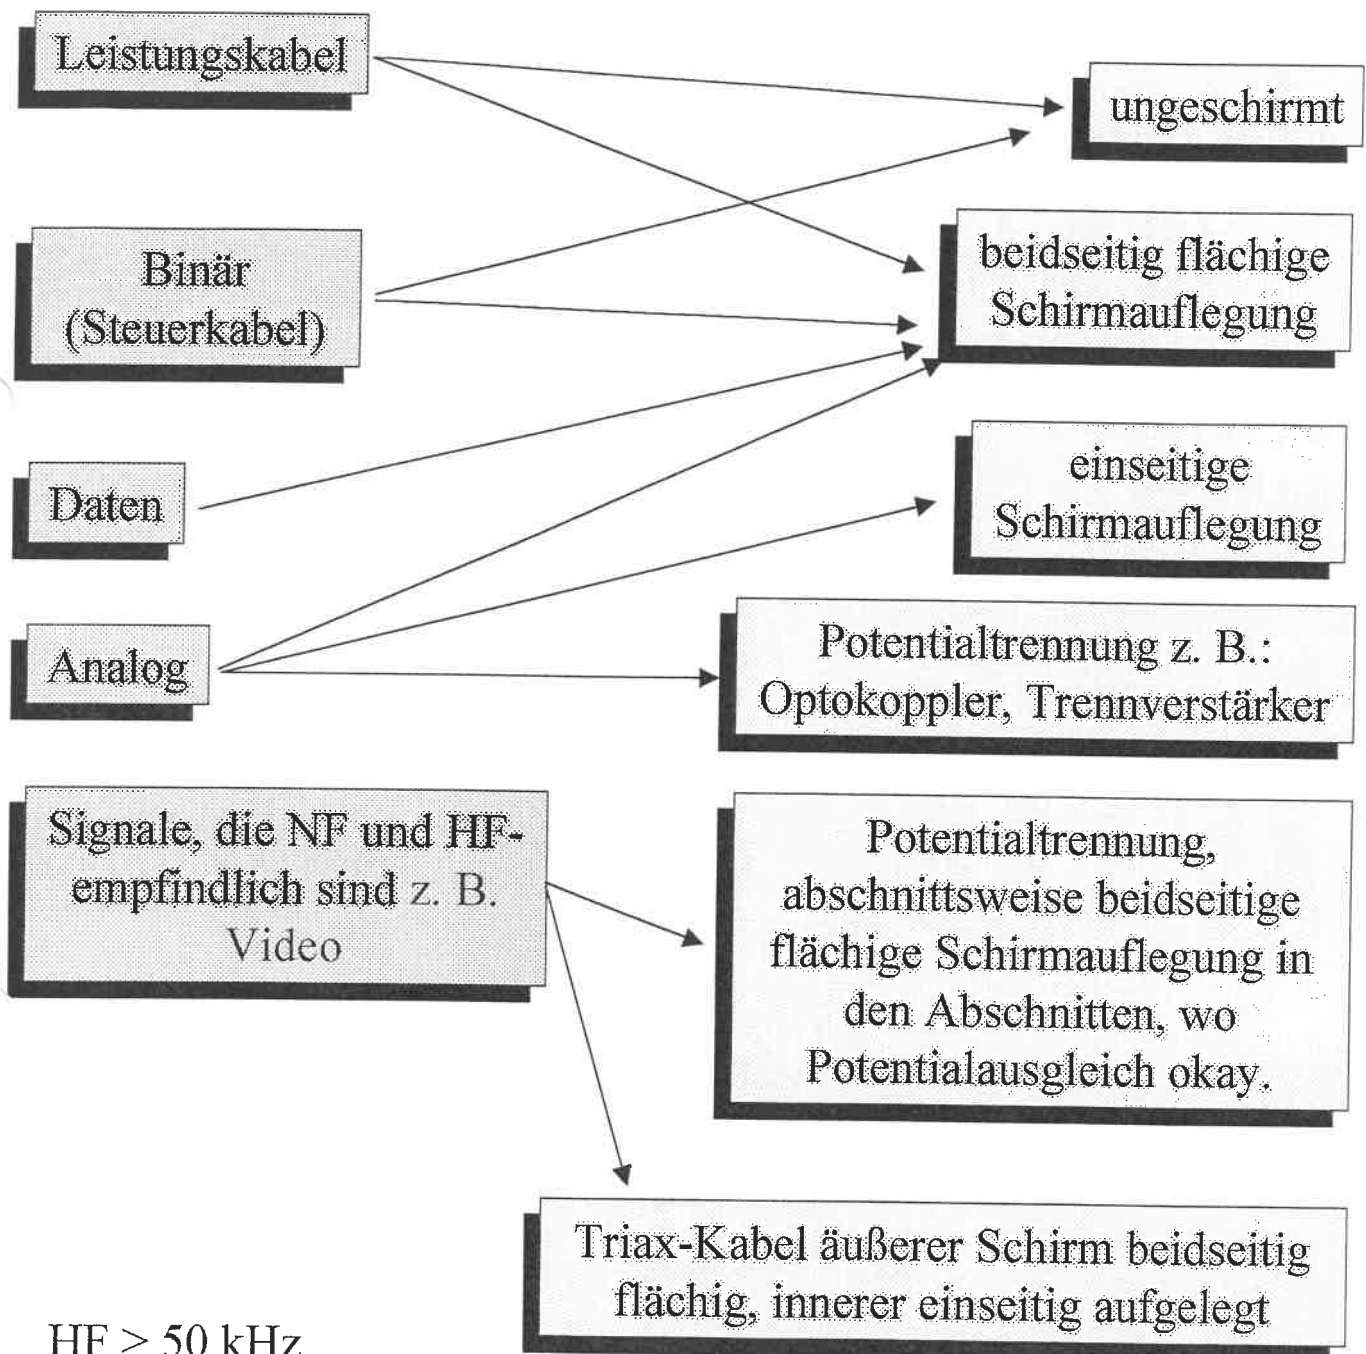 Leistungskabel
ungeschirmt
Binär
(Steuerkabel)
beidseitig flächige
Schirmauflegung
Daten
einseitige
Schirmauflegung
Analog
Potentialtrennung z. B.:
Optokoppler, Trennverstärker
Signale, die NF und HF-
empfindlich sind z. B.
Video
Potentialtrennung,
abschnittsweise beidseitige
flächige Schirmauflegung in
den Abschnitten, wo
Potentialausgleich okay.
Triax-Kabel äußerer Schirm beidseitig
flächig, innerer einseitig aufgelegt
HF > 50 kHz